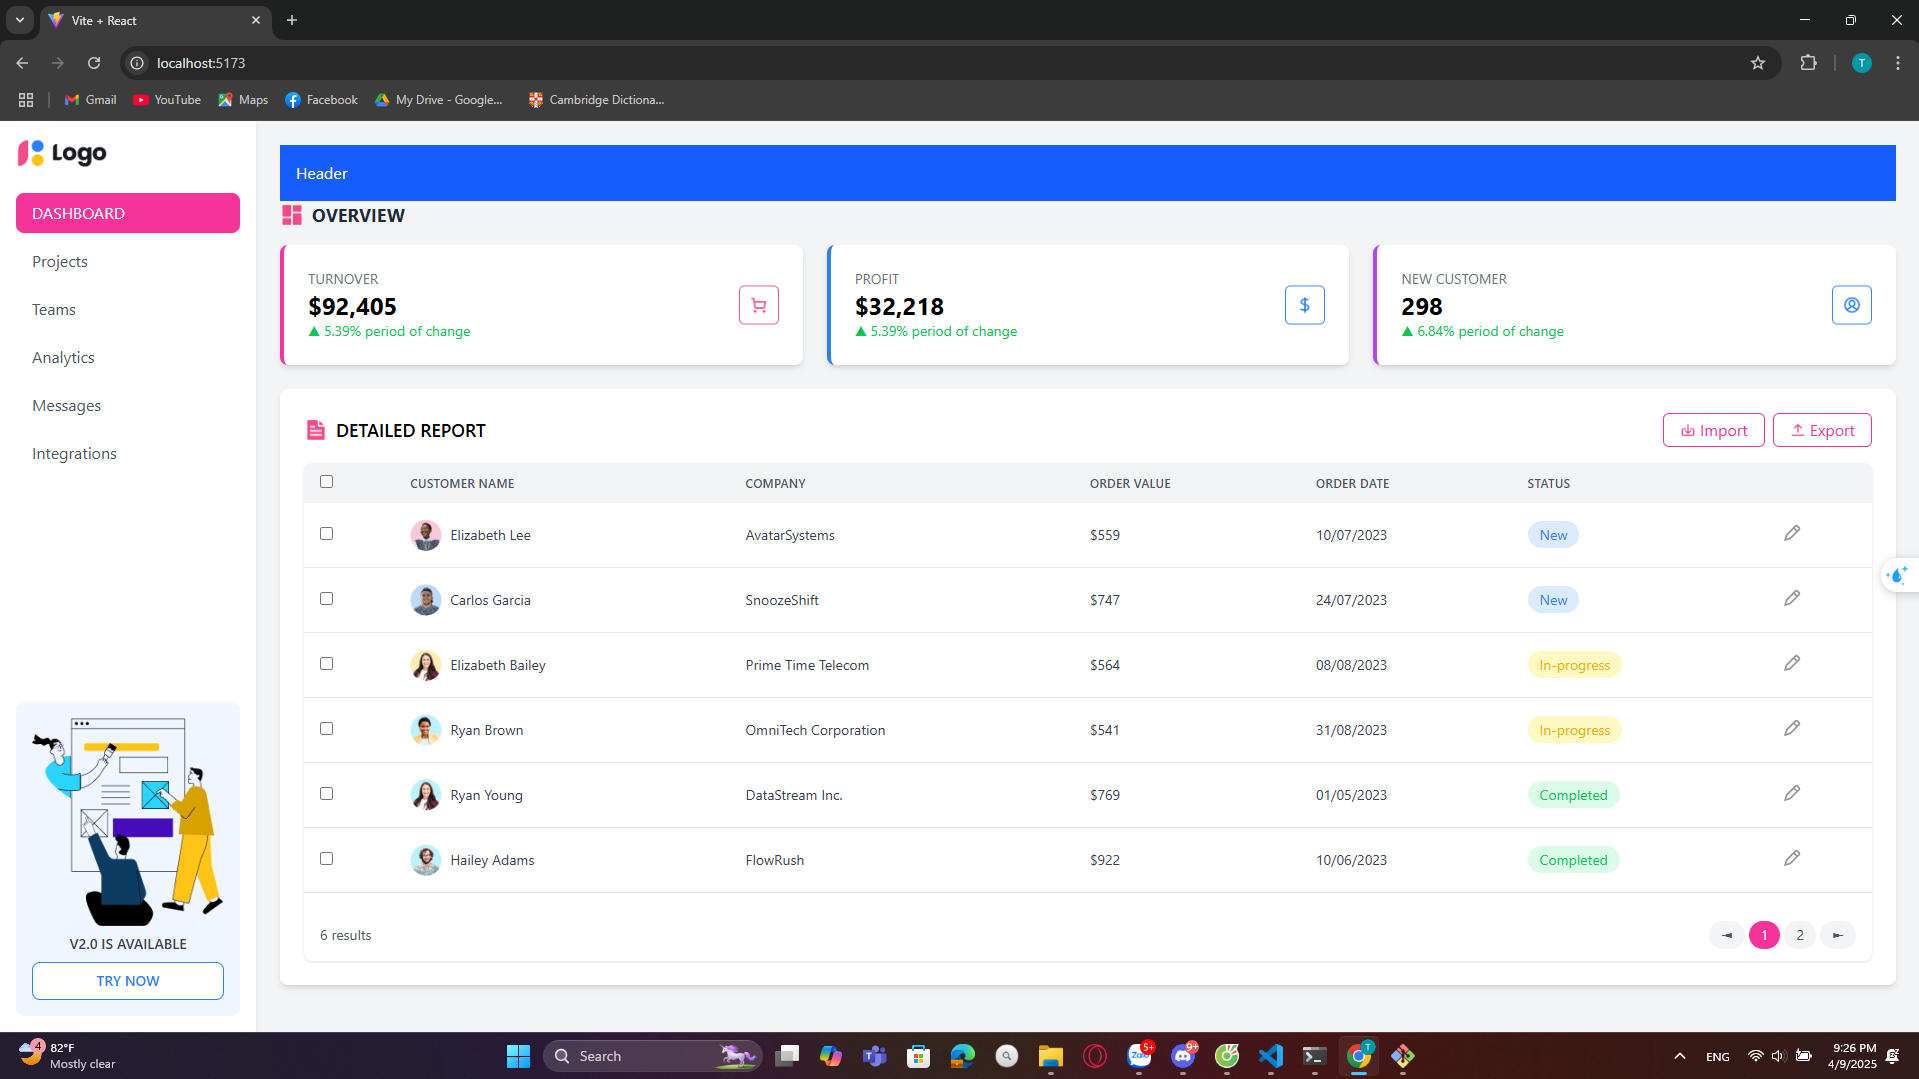 Vite + React
localhost:5173
T
Gmail YouTube Maps Facebook My Drive - Google... Cambridge Dictiona...
Logo
DASHBOARD
Projects
Teams
Analytics
Messages
Integrations
V2.0 IS AVAILABLE
TRY NOW
Header
OVERVIEW
TURNOVER
$92,405
▲ 5.39% period of change
PROFIT
$32,218
▲ 5.39% period of change
$
NEW CUSTOMER
298
▲ 6.84% period of change
DETAILED REPORT
Import Export
CUSTOMER NAME COMPANY ORDER VALUE ORDER DATE STATUS
Elizabeth Lee AvatarSystems $559 10/07/2023 New
Carlos Garcia SnoozeShift $747 24/07/2023 New
Elizabeth Bailey Prime Time Telecom $564 08/08/2023 In-progress
Ryan Brown OmniTech Corporation $541 31/08/2023 In-progress
Ryan Young DataStream Inc. $769 01/05/2023 Completed
Hailey Adams FlowRush $922 10/06/2023 Completed
6 results
1 2
4
82°F
Mostly clear
Search
Zalo
5+
9+
T
ENG
9:26 PM
4/9/2025